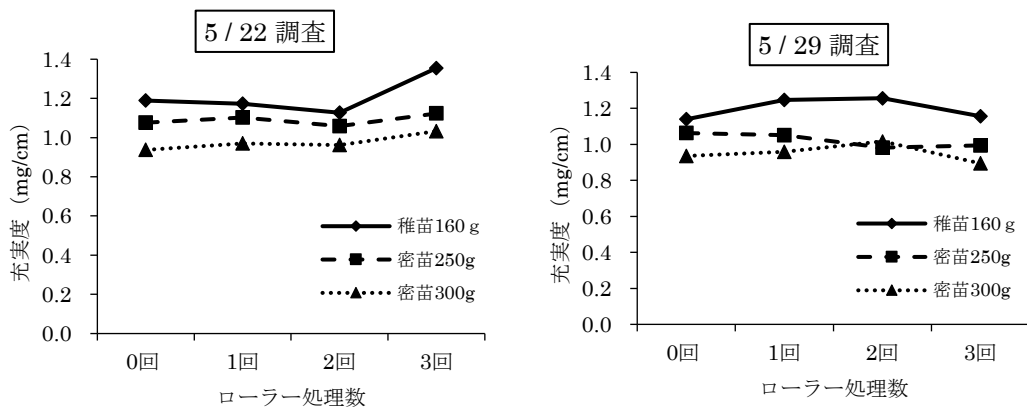 5 / 22 調査
充実度（mg/cm）
1.4
1.2
1.0
0.8
0.6
0.4
0.2
0.0
稚苗160ｇ
密苗250g
密苗300g
0回 1回 2回 3回
ローラー処理数
5 / 29 調査
充実度（mg/cm）
1.4
1.2
1.0
0.8
0.6
0.4
0.2
0.0
稚苗160ｇ
密苗250g
密苗300g
0回 1回 2回 3回
ローラー処理数